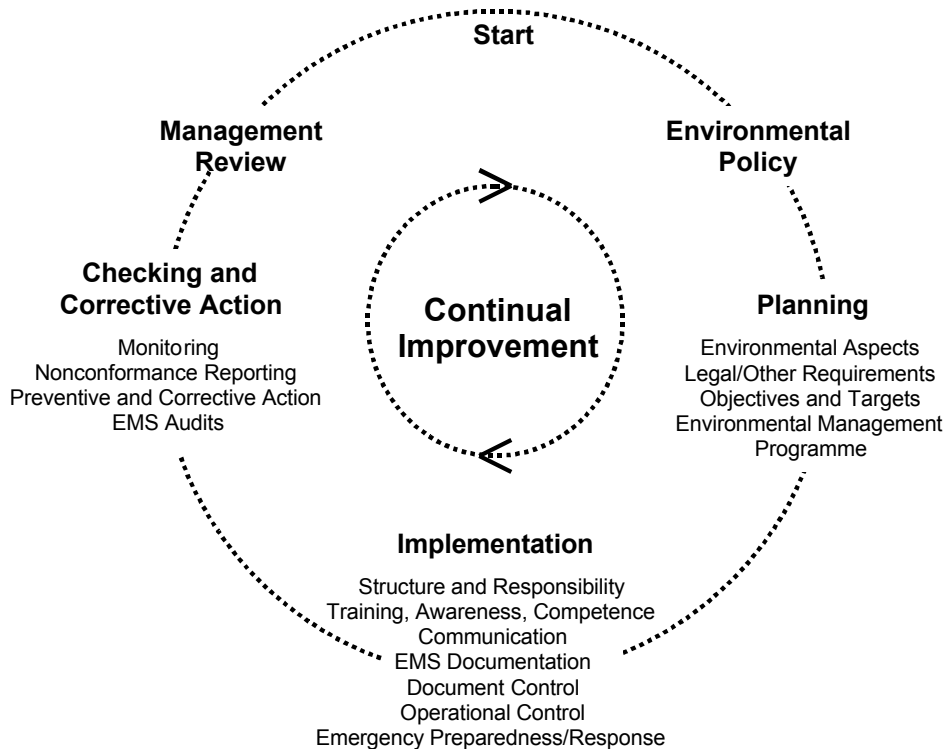 Start
Environmental
Policy
Planning
Environmental Aspects
Legal/Other Requirements
Objectives and Targets
Environmental Management
Programme
Implementation
Structure and Responsibility
Training, Awareness, Competence
Communication
EMS Documentation
Document Control
Operational Control
Emergency Preparedness/Response
Checking and
Corrective Action
Monitoring
Nonconformance Reporting
Preventive and Corrective Action
EMS Audits
Management
Review
Continual
Improvement